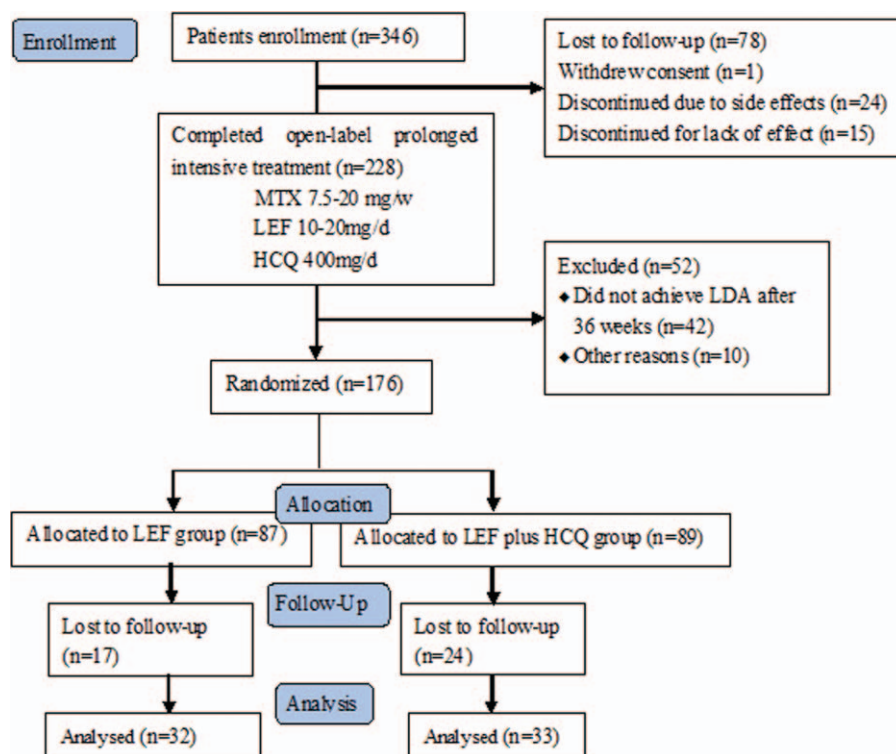 Enrollment
Patients enrollment (n=346)
Lost to follow-up (n=78)
Withdrew consent (n=1)
Discontinued due to side effects (n=24)
Discontinued for lack of effect (n=15)
Completed open-label prolonged
intensive treatment (n=228)
MTX 7.5-20 mg/w
LEF 10-20mg/d
HCQ 400mg/d
Excluded (n=52)
◆ Did not achieve LDA after
36 weeks (n=42)
◆ Other reasons (n=10)
Randomized (n=176)
Allocation
Allocated to LEF group (n=87)
Allocated to LEF plus HCQ group (n=89)
Follow-Up
Lost to follow-up
(n=17)
Lost to follow-up
(n=24)
Analysis
Analysed (n=32)
Analysed (n=33)